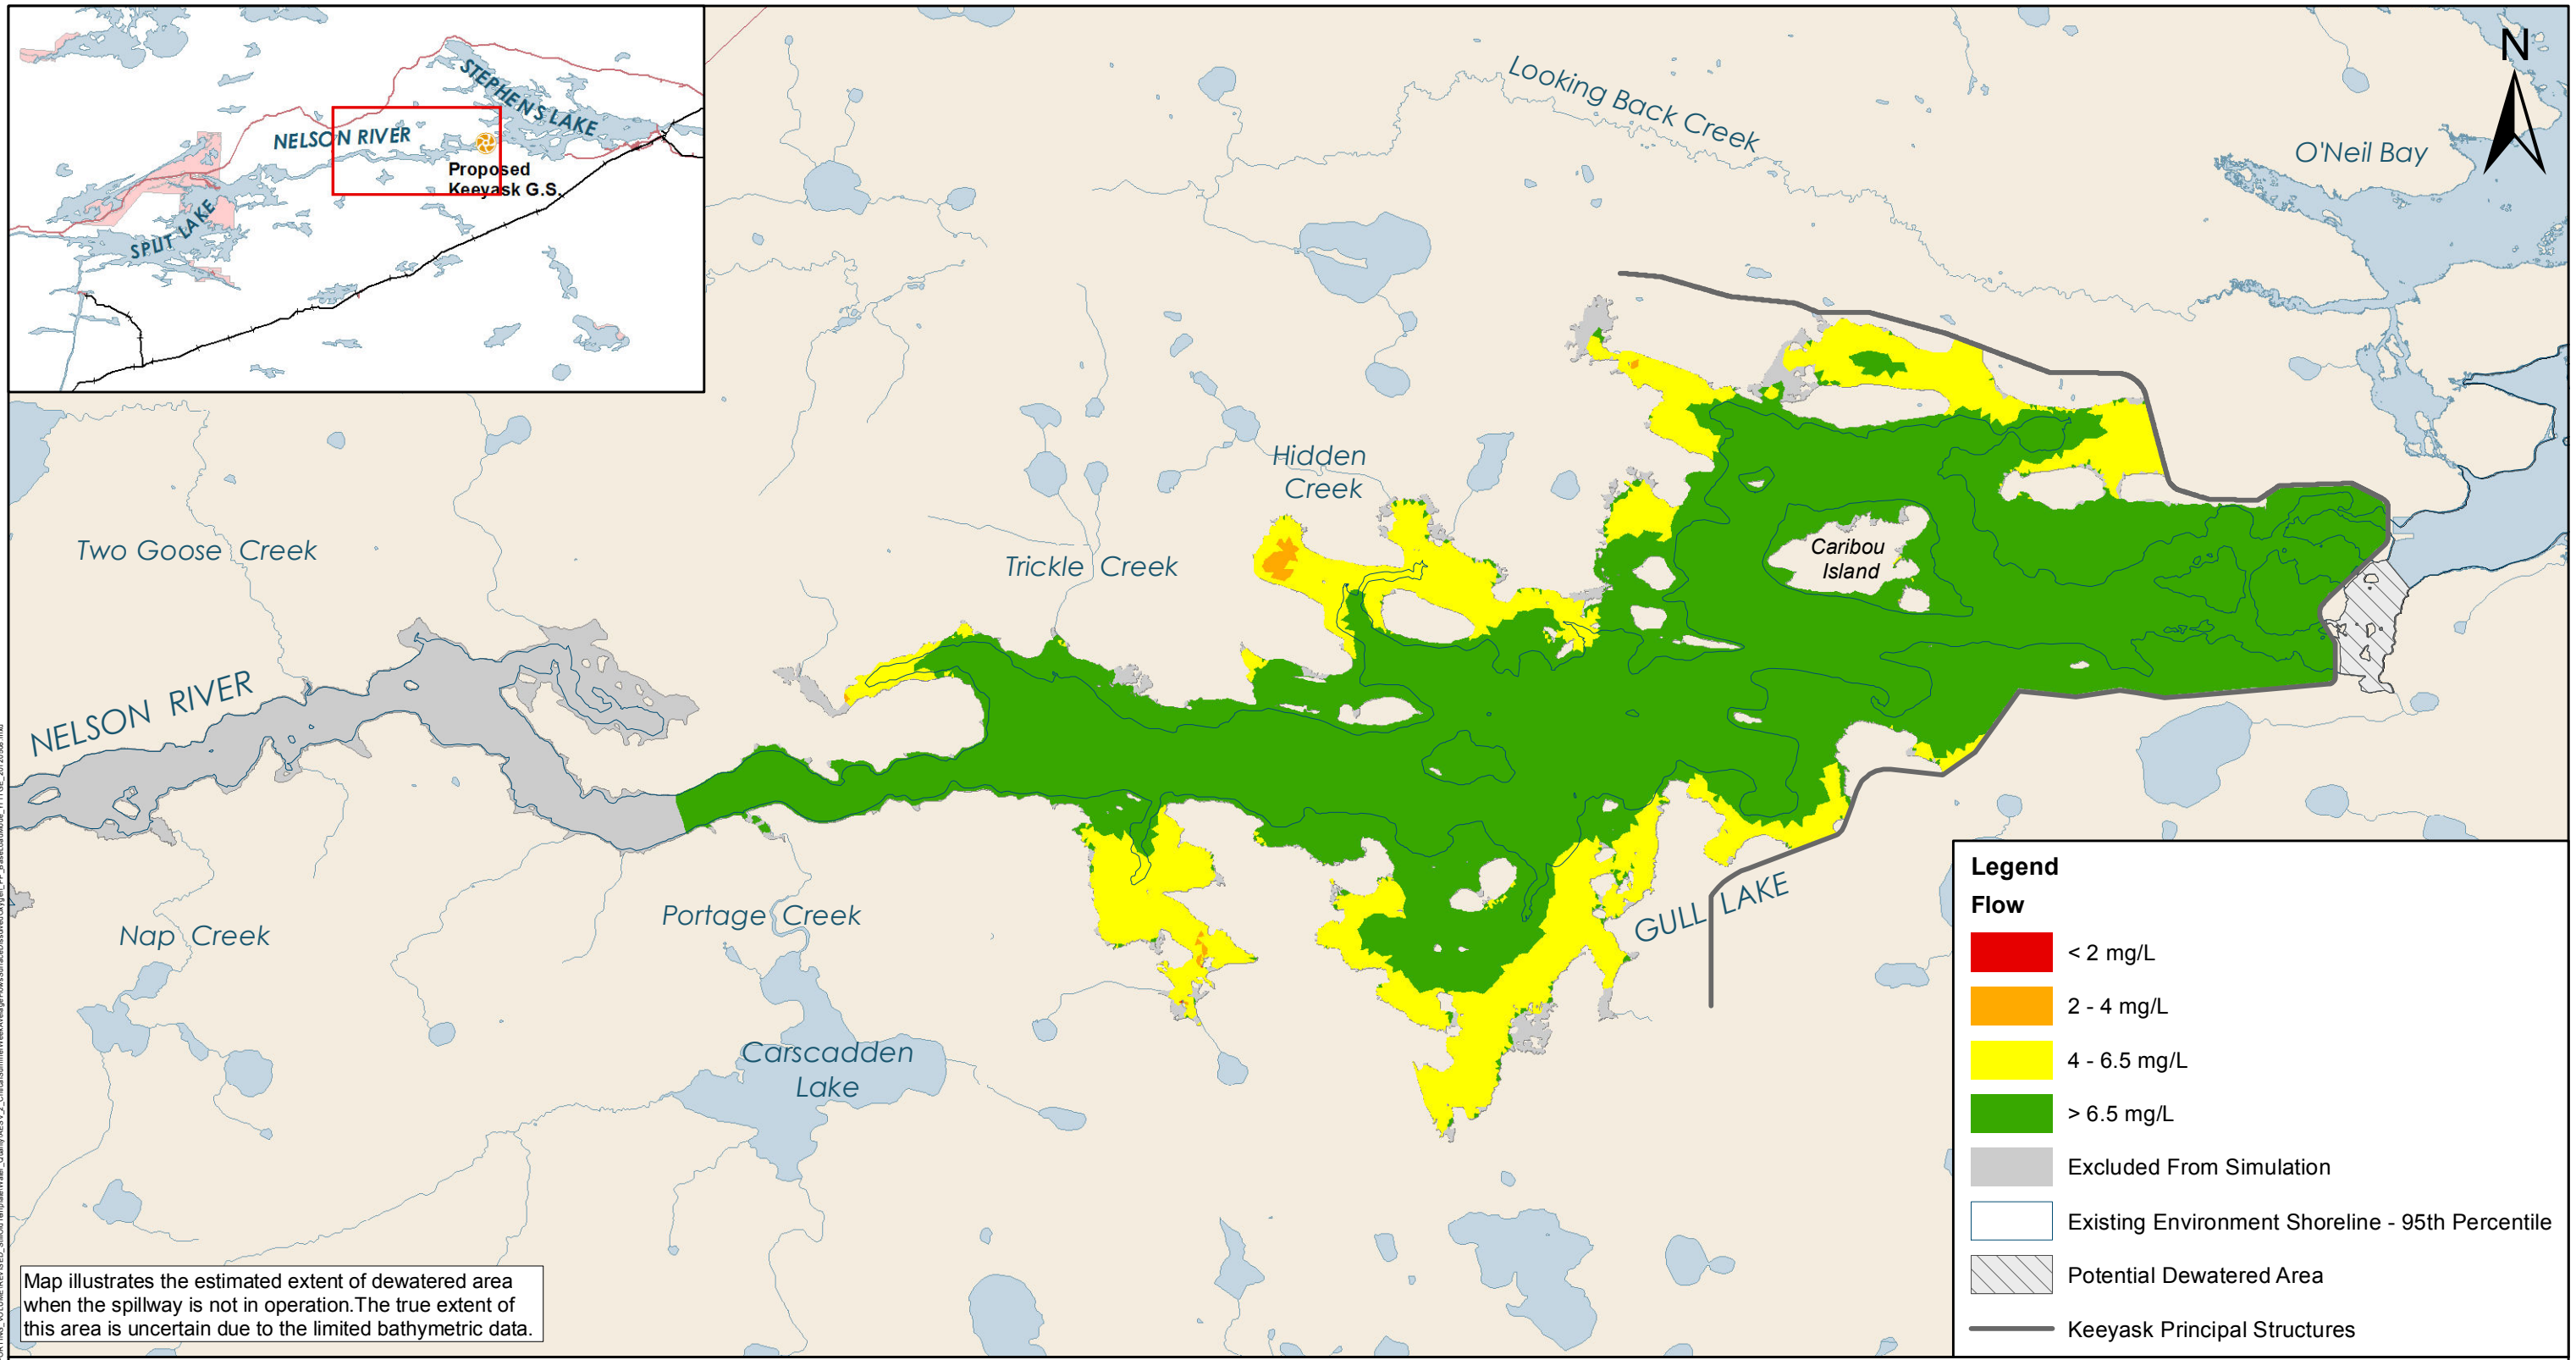 STEPHENS LAKE
NELSON RIVER
Proposed
Keeyask G.S.
SPLIT LAKE
N
Looking Back Creek
O'Neil Bay
Hidden
Creek
Two Goose Creek
Trickle Creek
Caribou
Island
NELSON RIVER
Portage Creek
Nap Creek
GULL LAKE
Carscadden
Lake
Legend
Flow
< 2 mg/L
2 - 4 mg/L
4 - 6.5 mg/L
> 6.5 mg/L
Excluded From Simulation
Existing Environment Shoreline - 95th Percentile
Potential Dewatered Area
Keeyask Principal Structures
Map illustrates the estimated extent of dewatered area
when the spillway is not in operation.The true extent of
this area is uncertain due to the limited bathymetric data.